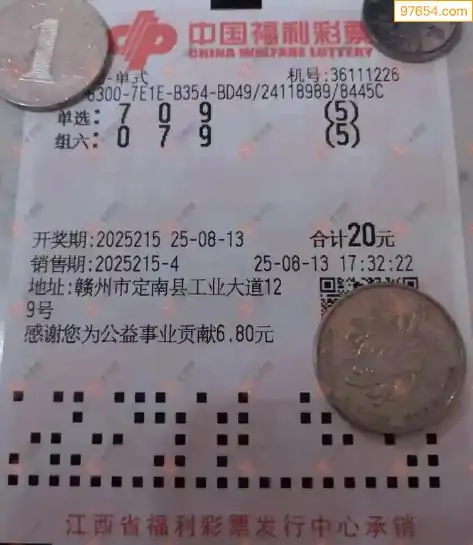 97654.com
中国福利彩票
CHINA WELFARE LOTTERY
-单式 机号:36111226
6300-7E1E-B354-BD49/24118989/8445C
单选: 7 0 9 (5)
组六: 0 7 9 (5)
开奖期:2025215 25-08-13 合计20元
销售期:2025215-4 25-08-13 17:32:22
地址:赣州市定南县工业大道12
9号
感谢您为公益事业贡献6.80元
江西省福利彩票发行中心承销
1